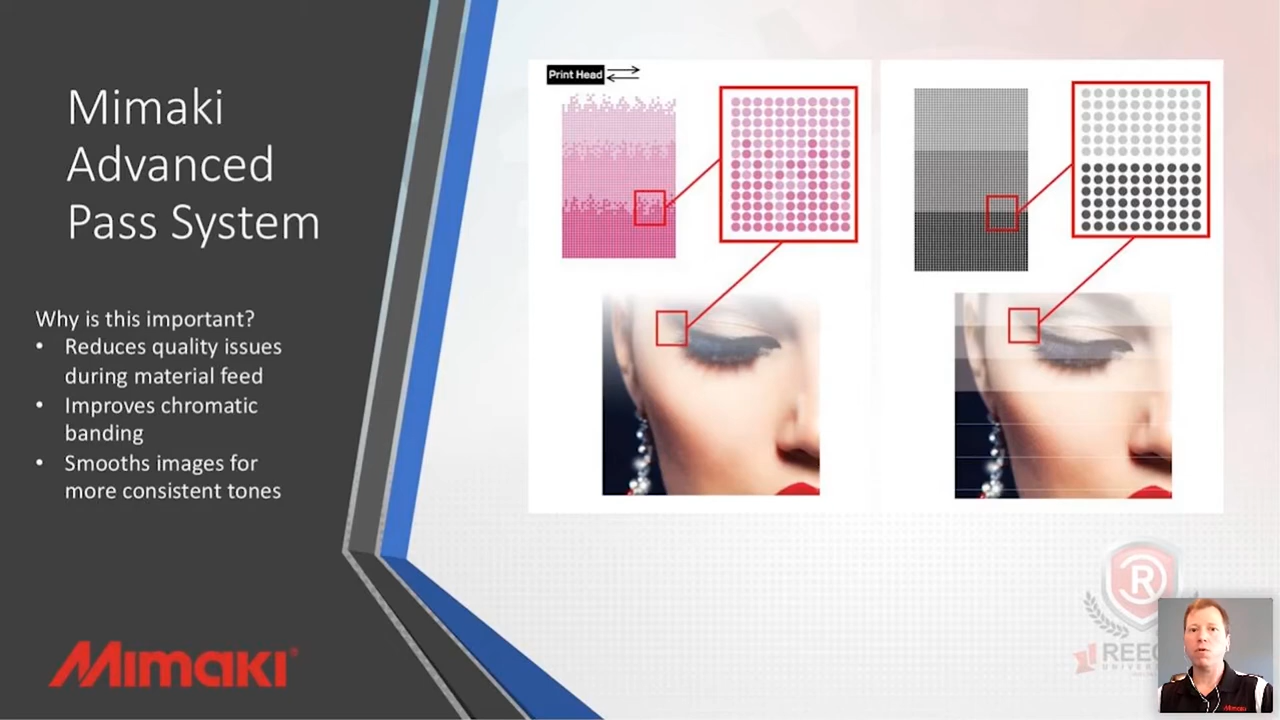 Mimaki
Advanced
Pass System
Why is this important?
• Reduces quality issues
during material feed
• Improves chromatic
banding
• Smooths images for
more consistent tones
Mimaki®
Print Head
R